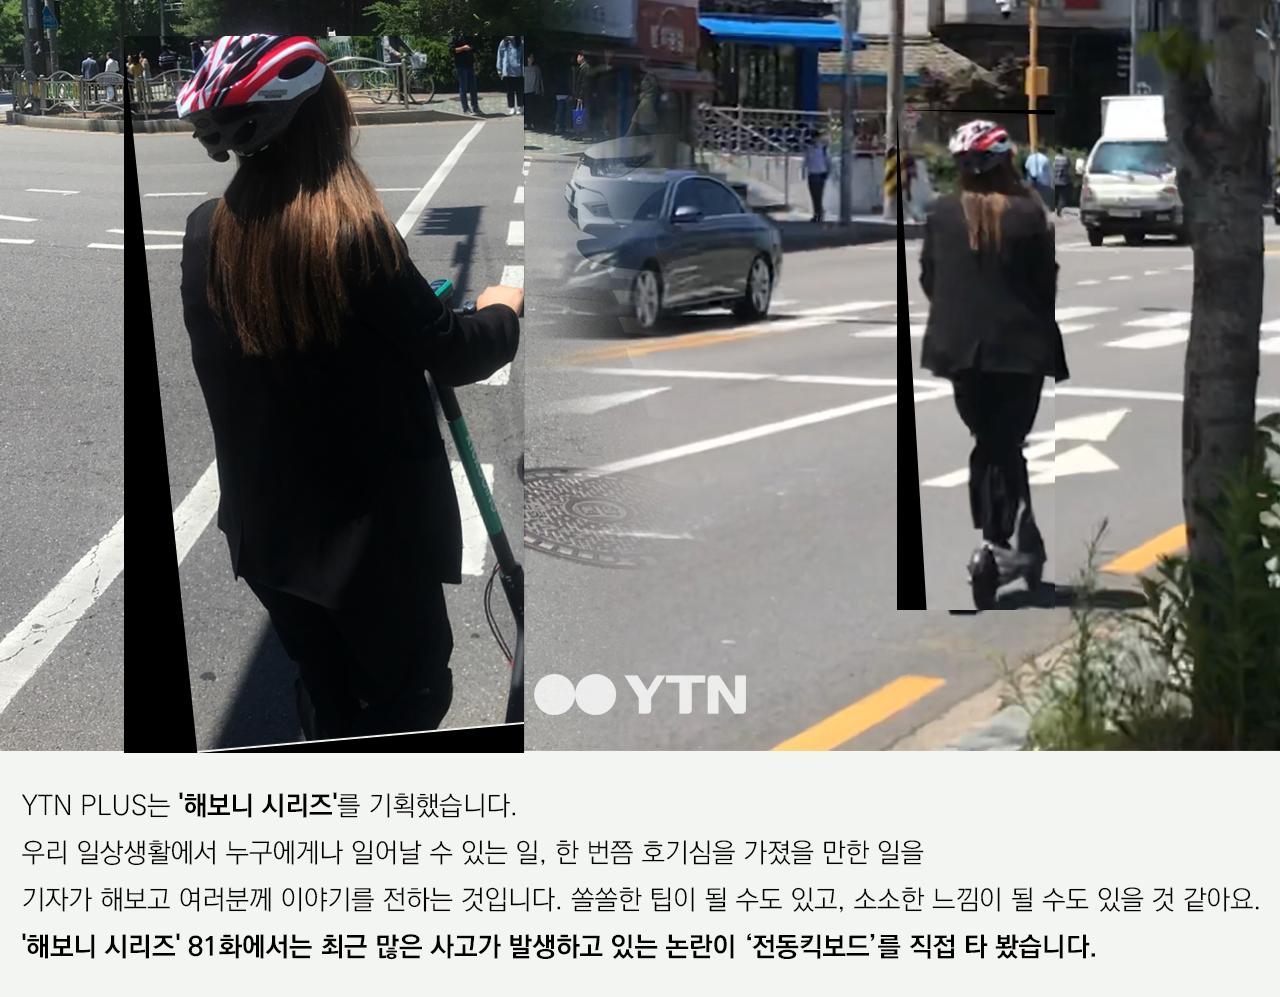 YTN
YTN PLUS는 '해보니 시리즈'를 기획했습니다.
우리 일상생활에서 누구에게나 일어날 수 있는 일, 한 번쯤 호기심을 가졌을 만한 일을
기자가 해보고 여러분께 이야기를 전하는 것입니다. 쏠쏠한 팁이 될 수도 있고, 소소한 느낌이 될 수도 있을 것 같아요.
'해보니 시리즈' 81화에서는 최근 많은 사고가 발생하고 있는 논란이 ‘전동킥보드’를 직접 타 봤습니다.